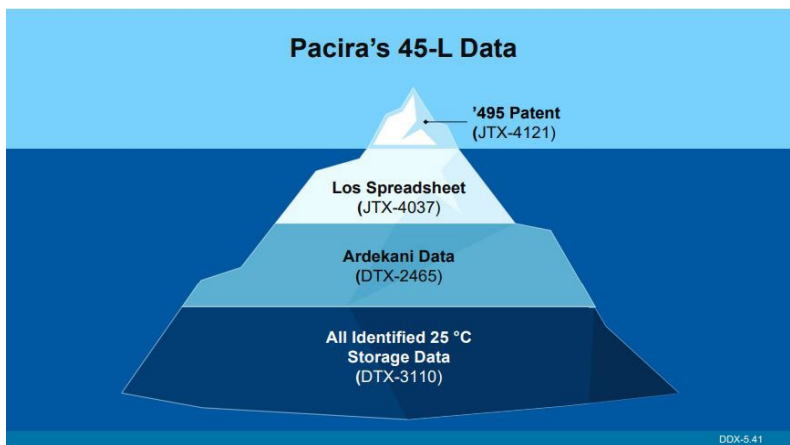 Pacira’s 45-L Data
’495 Patent
(JTX-4121)
Los Spreadsheet
(JTX-4037)
Ardekani Data
(DTX-2465)
All Identified 25 °C
Storage Data
(DTX-3110)
DDX-5.41